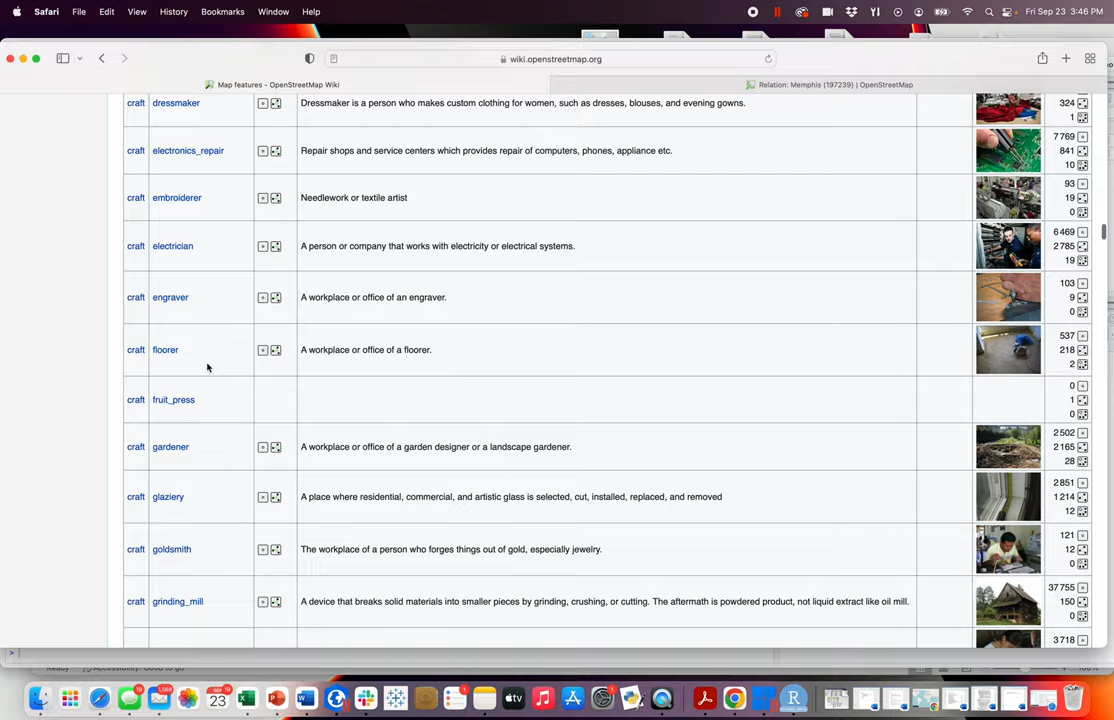 Safari File Edit View History Bookmarks Window Help Fri Sep 23 3:46 PM
wiki.openstreetmap.org
Map features - OpenStreetMap Wiki Relation: Memphis (197239) | OpenStreetMap
craft dressmaker Dressmaker is a person who makes custom clothing for women, such as dresses, blouses, and evening gowns. 324
1
7 769
craft electronics_repair Repair shops and service centers which provides repair of computers, phones, appliance etc. 841
10
93
craft embroiderer Needlework or textile artist 19
0
6 469
craft electrician A person or company that works with electricity or electrical systems. 2 785
19
103
craft engraver A workplace or office of an engraver. 9
0
537
craft floorer A workplace or office of a floorer. 218
2
0
craft fruit_press 1
0
2 502
craft gardener A workplace or office of a garden designer or a landscape gardener. 2 165
28
2 851
craft glaziery A place where residential, commercial, and artistic glass is selected, cut, installed, replaced, and removed 1 214
12
121
craft goldsmith The workplace of a person who forges things out of gold, especially jewelry. 12
0
37 755
craft grinding_mill A device that breaks solid materials into smaller pieces by grinding, crushing, or cutting. The aftermath is powdered product, not liquid extract like oil mill. 150
0
3 718
>